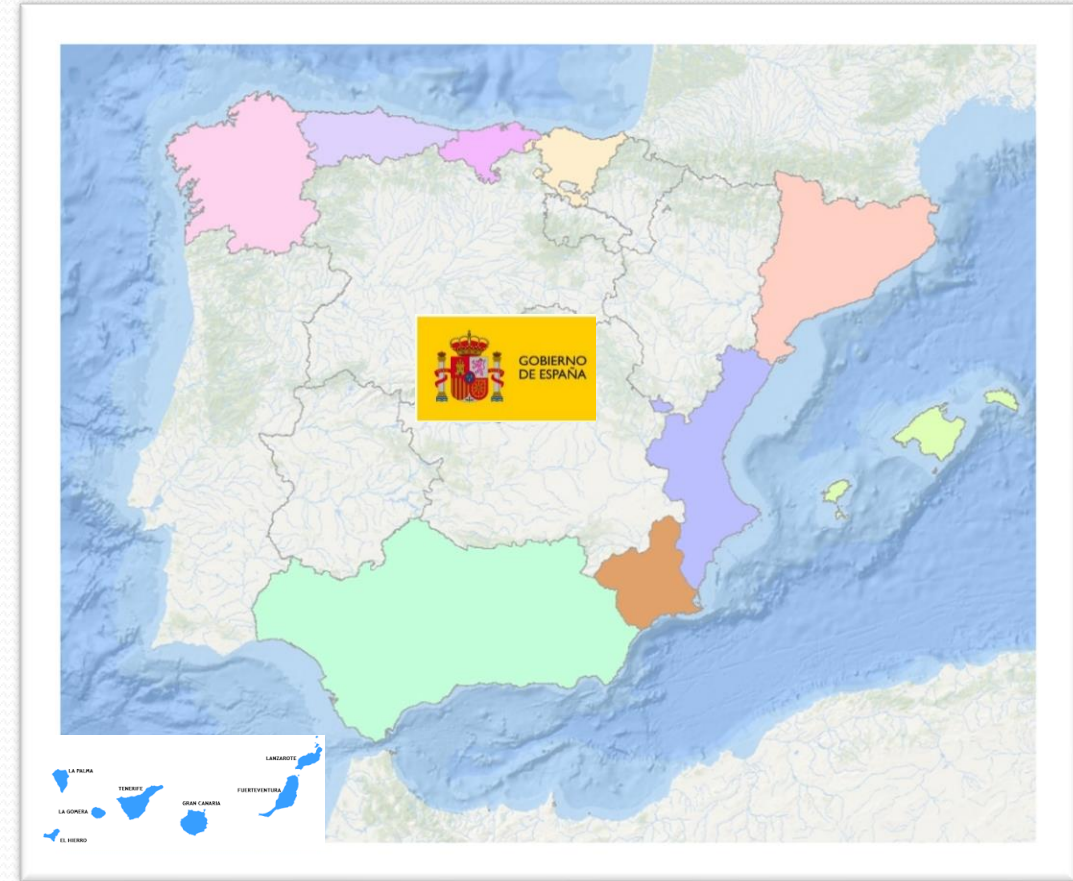 GOBIERNO
DE ESPAÑA
LANZAROTE
LA PALMA
TENERIFE
FUERTEVENTURA
GRAN CANARIA
LA GOMERA
EL HIERRO